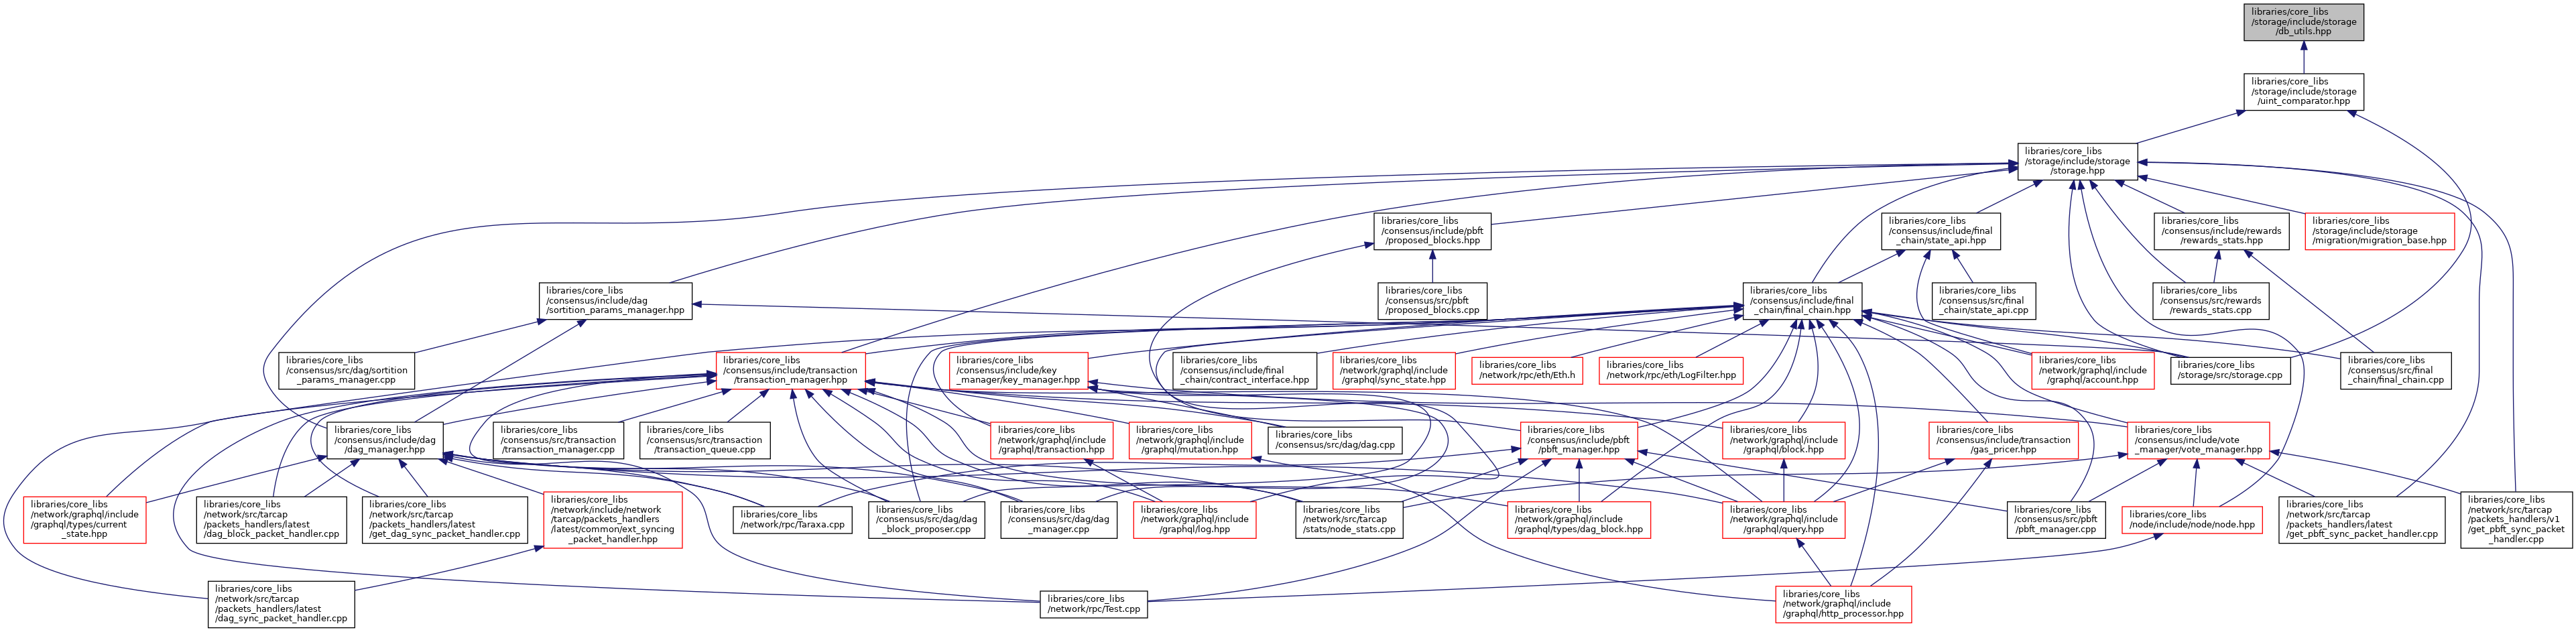 libraries/core_libs
/storage/include/storage
/db_utils.hpp
libraries/core_libs
/storage/include/storage
/uint_comparator.hpp
libraries/core_libs
/storage/include/storage
/storage.hpp
libraries/core_libs
/consensus/include/pbft
/proposed_blocks.hpp
libraries/core_libs
/consensus/include/final
_chain/state_api.hpp
libraries/core_libs
/consensus/include/rewards
/rewards_stats.hpp
libraries/core_libs
/storage/include/storage
/migration/migration_base.hpp
libraries/core_libs
/consensus/include/dag
/sortition_params_manager.hpp
libraries/core_libs
/consensus/src/pbft
/proposed_blocks.cpp
libraries/core_libs
/consensus/include/final
_chain/final_chain.hpp
libraries/core_libs
/consensus/src/final
_chain/state_api.cpp
libraries/core_libs
/consensus/src/rewards
/rewards_stats.cpp
libraries/core_libs
/consensus/src/dag/sortition
_params_manager.cpp
libraries/core_libs
/consensus/include/transaction
/transaction_manager.hpp
libraries/core_libs
/consensus/include/key
_manager/key_manager.hpp
libraries/core_libs
/consensus/include/final
_chain/contract_interface.hpp
libraries/core_libs
/network/graphql/include
/graphql/sync_state.hpp
libraries/core_libs
/network/rpc/eth/Eth.h
libraries/core_libs
/network/rpc/eth/LogFilter.hpp
libraries/core_libs
/network/graphql/include
/graphql/account.hpp
libraries/core_libs
/storage/src/storage.cpp
libraries/core_libs
/consensus/src/final
_chain/final_chain.cpp
libraries/core_libs
/consensus/include/dag
/dag_manager.hpp
libraries/core_libs
/consensus/src/transaction
/transaction_manager.cpp
libraries/core_libs
/consensus/src/transaction
/transaction_queue.cpp
libraries/core_libs
/network/graphql/include
/graphql/transaction.hpp
libraries/core_libs
/network/graphql/include
/graphql/mutation.hpp
libraries/core_libs
/consensus/src/dag/dag.cpp
libraries/core_libs
/consensus/include/pbft
/pbft_manager.hpp
libraries/core_libs
/network/graphql/include
/graphql/block.hpp
libraries/core_libs
/consensus/include/transaction
/gas_pricer.hpp
libraries/core_libs
/consensus/include/vote
_manager/vote_manager.hpp
libraries/core_libs
/network/graphql/include
/graphql/types/current
_state.hpp
libraries/core_libs
/network/src/tarcap
/packets_handlers/latest
/dag_block_packet_handler.cpp
libraries/core_libs
/network/src/tarcap
/packets_handlers/latest
/get_dag_sync_packet_handler.cpp
libraries/core_libs
/network/include/network
/tarcap/packets_handlers
/latest/common/ext_syncing
_packet_handler.hpp
libraries/core_libs
/network/rpc/Taraxa.cpp
libraries/core_libs
/consensus/src/dag/dag
_block_proposer.cpp
libraries/core_libs
/consensus/src/dag/dag
_manager.cpp
libraries/core_libs
/network/graphql/include
/graphql/log.hpp
libraries/core_libs
/network/src/tarcap
/stats/node_stats.cpp
libraries/core_libs
/network/graphql/include
/graphql/types/dag_block.hpp
libraries/core_libs
/network/graphql/include
/graphql/query.hpp
libraries/core_libs
/consensus/src/pbft
/pbft_manager.cpp
libraries/core_libs
/node/include/node/node.hpp
libraries/core_libs
/network/src/tarcap
/packets_handlers/latest
/get_pbft_sync_packet_handler.cpp
libraries/core_libs
/network/src/tarcap
/packets_handlers/v1
/get_pbft_sync_packet
_handler.cpp
libraries/core_libs
/network/src/tarcap
/packets_handlers/latest
/dag_sync_packet_handler.cpp
libraries/core_libs
/network/rpc/Test.cpp
libraries/core_libs
/network/graphql/include
/graphql/http_processor.hpp